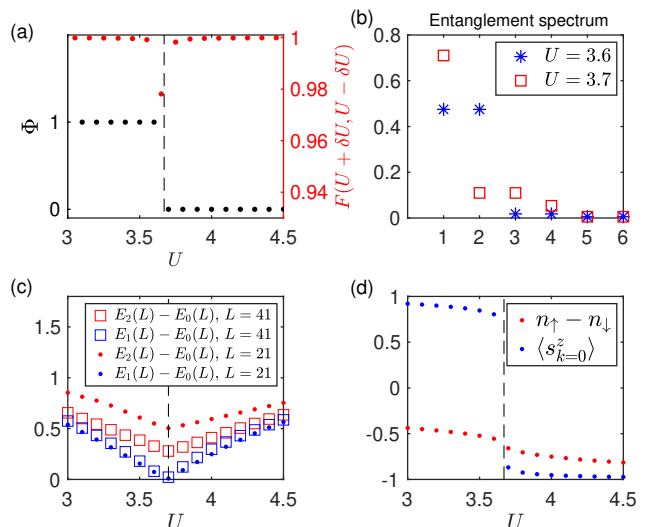 (a)
Φ
1
0
3
3.5
4
4.5
U
1
0.98
0.96
0.94
F(U + δU, U − δU)
(b)
Entanglement spectrum
0.8
0.6
0.4
0.2
0
1 2 3 4 5 6
U = 3.6
U = 3.7
(c)
1.5
1
0.5
0
3 3.5 4 4.5
U
E₂(L) − E₀(L), L = 41
E₁(L) − E₀(L), L = 41
E₂(L) − E₀(L), L = 21
E₁(L) − E₀(L), L = 21
(d)
1
0.5
0
-0.5
-1
3 3.5 4 4.5
U
n↑ − n↓
⟨sᶻₖ₌₀⟩